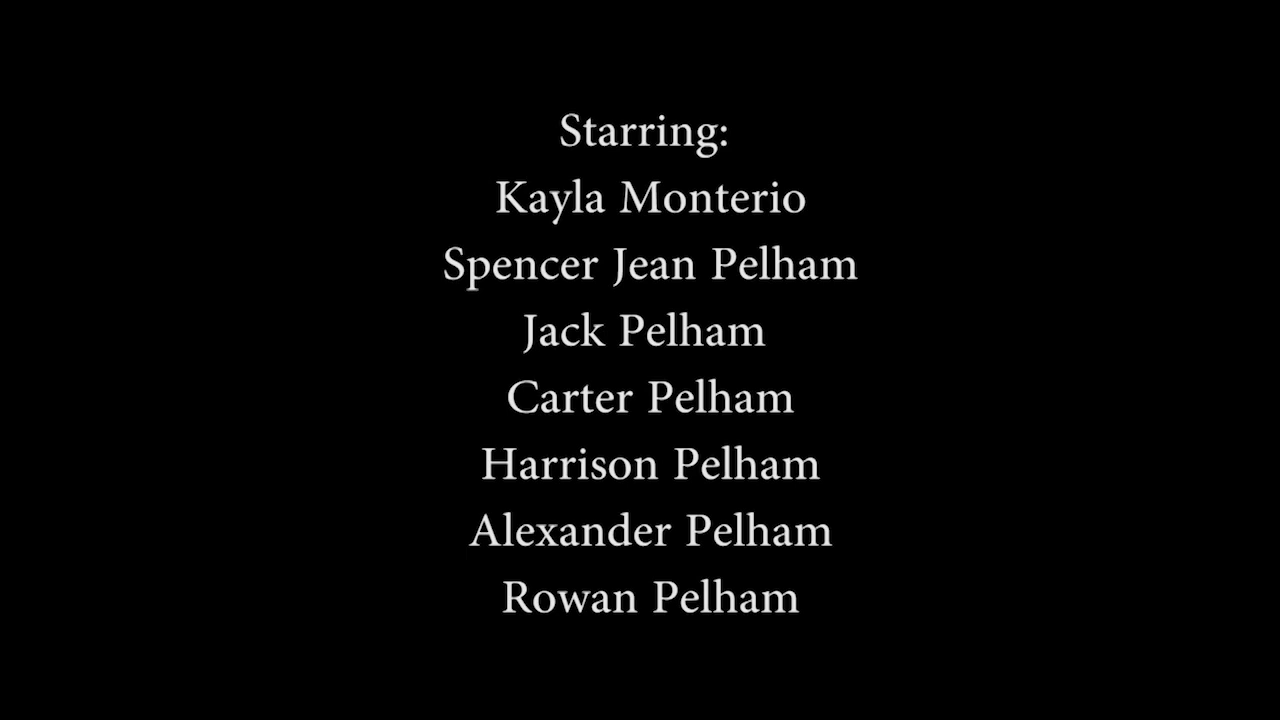 Starring:
Kayla Monterio
Spencer Jean Pelham
Jack Pelham
Carter Pelham
Harrison Pelham
Alexander Pelham
Rowan Pelham